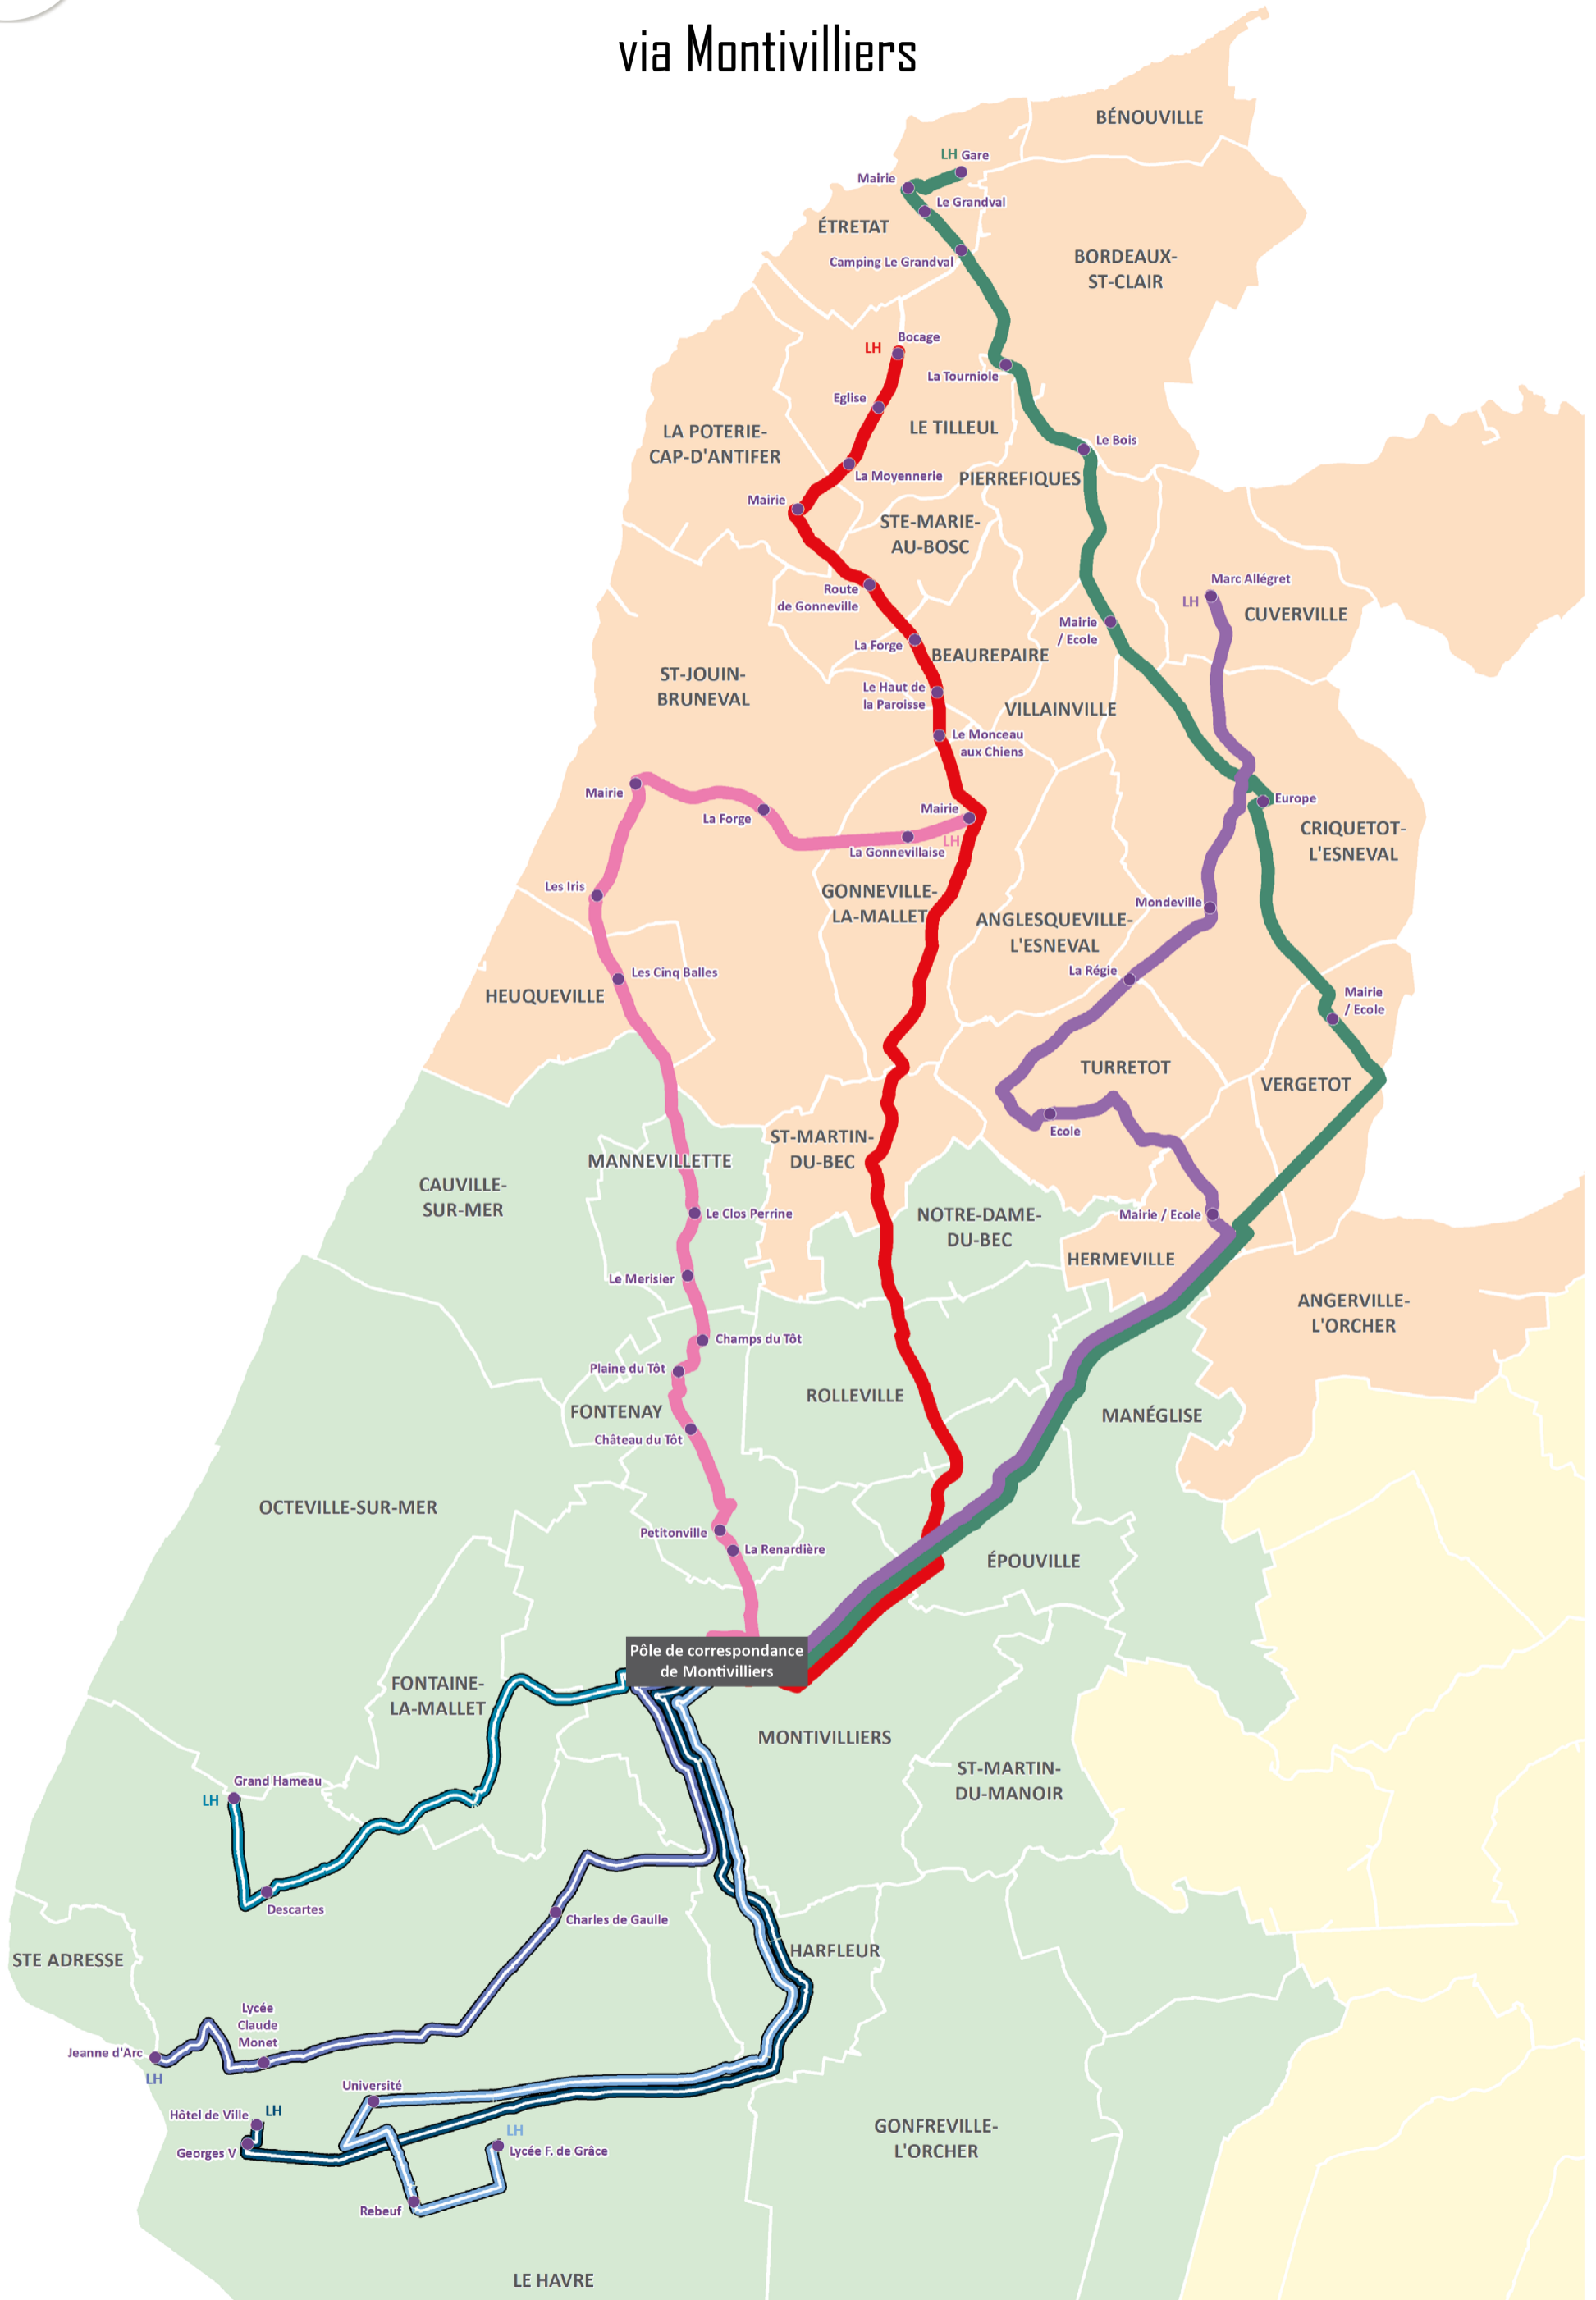 via Montivilliers
BÉNOUVILLE
LH Gare
Mairie
Le Grandval
ÉTRETAT
Camping Le Grandval
BORDEAUX-
ST-CLAIR
Bocage
LH
La Tourniole
Eglise
LE TILLEUL
LA POTERIE-
CAP-D'ANTIFER
Le Bois
La Moyennerie
PIERREFIQUES
Mairie
STE-MARIE-
AU-BOSC
Marc Allégret
LH
CUVERVILLE
Route
de Gonneville
Mairie
/ Ecole
La Forge
BEAUREPAIRE
ST-JOUIN-
BRUNEVAL
Le Haut de
la Paroisse
VILLAINVILLE
Le Monceau
aux Chiens
Mairie
La Forge
Mairie
LH
La Gonnevillaise
Europe
CRIQUETOT-
L'ESNEVAL
Les Iris
GONNEVILLE-
LA-MALLET
Mondeville
ANGLESQUEVILLE-
L'ESNEVAL
Les Cinq Balles
La Régie
HEUQUEVILLE
Mairie
/ Ecole
TURRETOT
VERGETOT
Ecole
ST-MARTIN-
DU-BEC
MANNEVILLETTE
CAUVILLE-
SUR-MER
Le Clos Perrine
NOTRE-DAME-
DU-BEC
Mairie / Ecole
HERMEVILLE
Le Merisier
ANGERVILLE-
L'ORCHER
Champs du Tôt
Plaine du Tôt
ROLLEVILLE
FONTENAY
MANÉGLISE
Château du Tôt
OCTEVILLE-SUR-MER
Petitonville
La Renardière
ÉPOUVILLE
Pôle de correspondance
de Montivilliers
FONTAINE-
LA-MALLET
MONTIVILLIERS
ST-MARTIN-
DU-MANOIR
Grand Hameau
LH
Descartes
Charles de Gaulle
STE ADRESSE
HARFLEUR
Lycée
Claude
Monet
Jeanne d'Arc
LH
Université
Hôtel de Ville
LH
Georges V
LH
Lycée F. de Grâce
GONFREVILLE-
L'ORCHER
Rebeuf
LE HAVRE